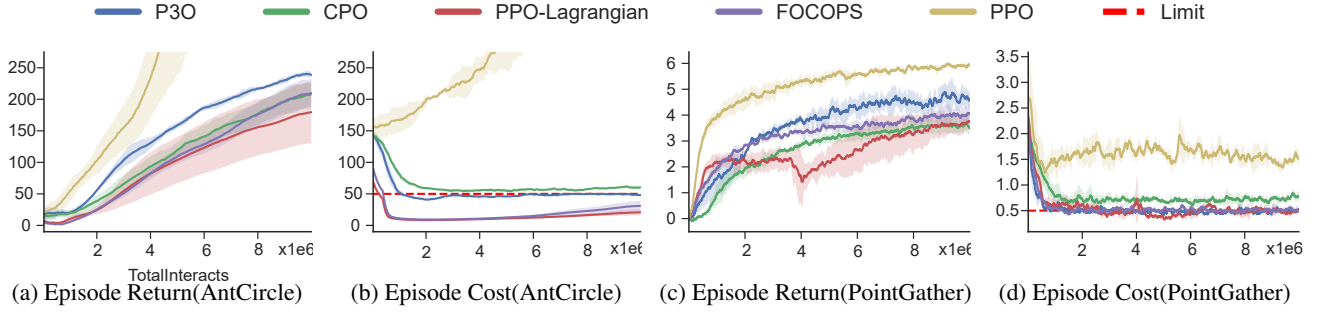 P3O CPO PPO-Lagrangian FOCOPS PPO Limit
250 200 150 100 50 0
2 4 6 8 x1e6
TotalInteracts
(a) Episode Return(AntCircle)
250 200 150 100 50 0
2 4 6 8 x1e6
(b) Episode Cost(AntCircle)
6 5 4 3 2 1 0
2 4 6 8 x1e6
(c) Episode Return(PointGather)
3.5 3.0 2.5 2.0 1.5 1.0 0.5
2 4 6 8 x1e6
(d) Episode Cost(PointGather)